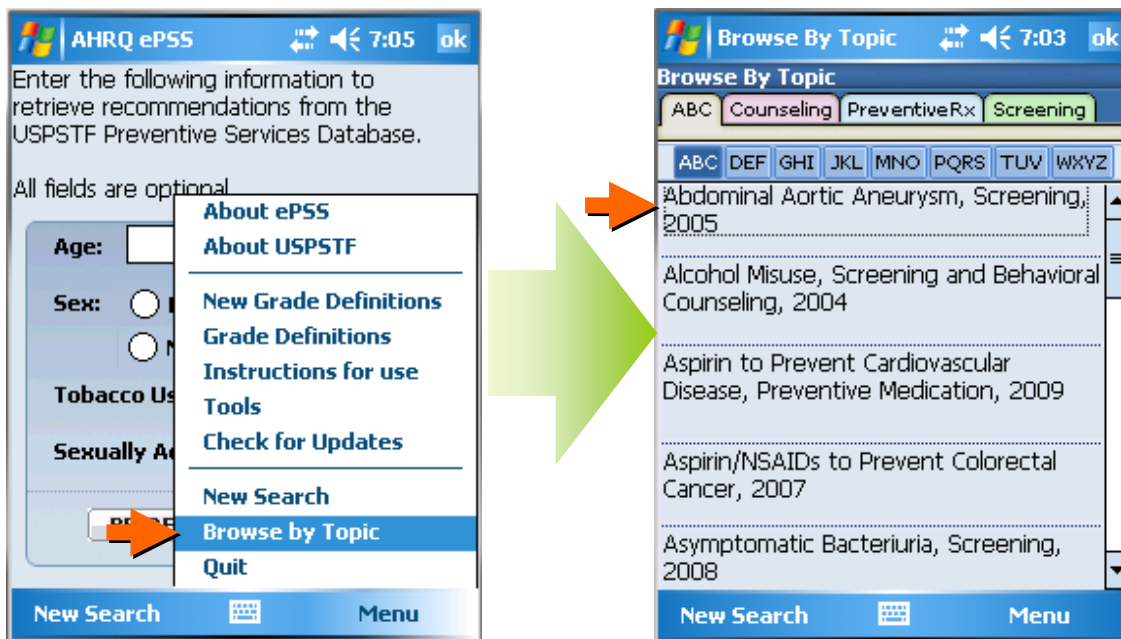 AHRQ ePSS 7:05 ok
Enter the following information to
retrieve recommendations from the
USPSTF Preventive Services Database.
All fields are optional
Age:
Sex:
Tobacco Us
Sexually Ac
About ePSS
About USPSTF
New Grade Definitions
Grade Definitions
Instructions for use
Tools
Check for Updates
New Search
Browse by Topic
Quit
New Search Menu
Browse By Topic 7:03 ok
Browse By Topic
ABC Counseling PreventiveRx Screening
ABC DEF GHI JKL MNO PQRS TUV WXYZ
Abdominal Aortic Aneurysm, Screening,
2005
Alcohol Misuse, Screening and Behavioral
Counseling, 2004
Aspirin to Prevent Cardiovascular
Disease, Preventive Medication, 2009
Aspirin/NSAIDs to Prevent Colorectal
Cancer, 2007
Asymptomatic Bacteriuria, Screening,
2008
New Search Menu